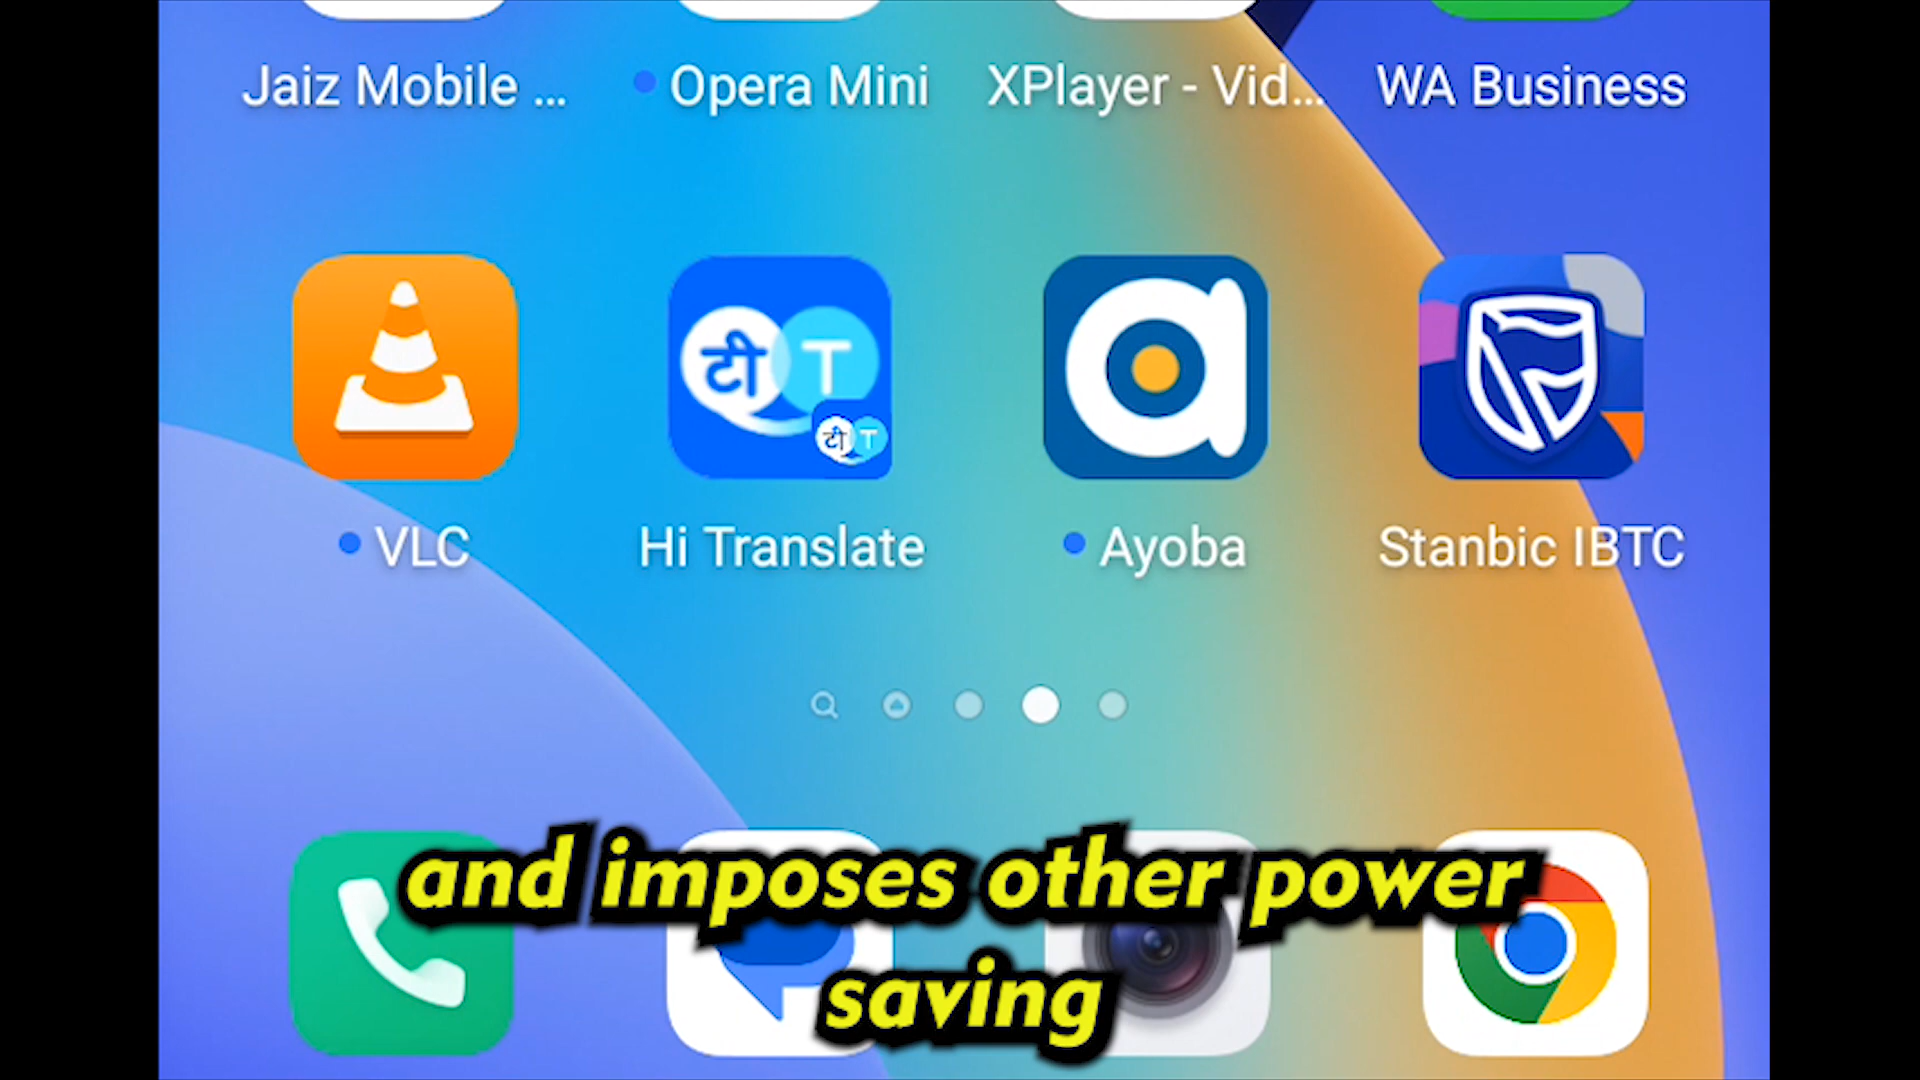 Jaiz Mobile ...
Opera Mini
XPlayer - Vid...
WA Business
टी T
टी T
a
VLC
Hi Translate
Ayoba
Stanbic IBTC
and imposes other power
saving